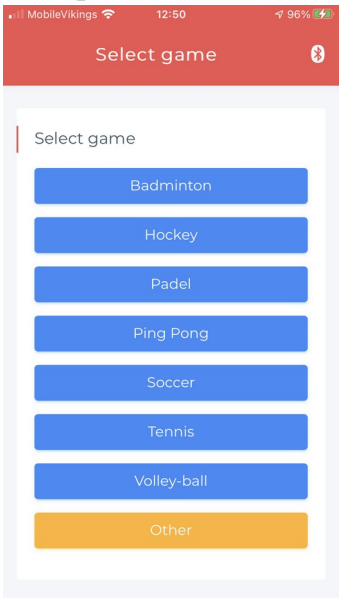 MobileVikings 12:50 96%
Select game
Select game
Badminton
Hockey
Padel
Ping Pong
Soccer
Tennis
Volley-ball
Other